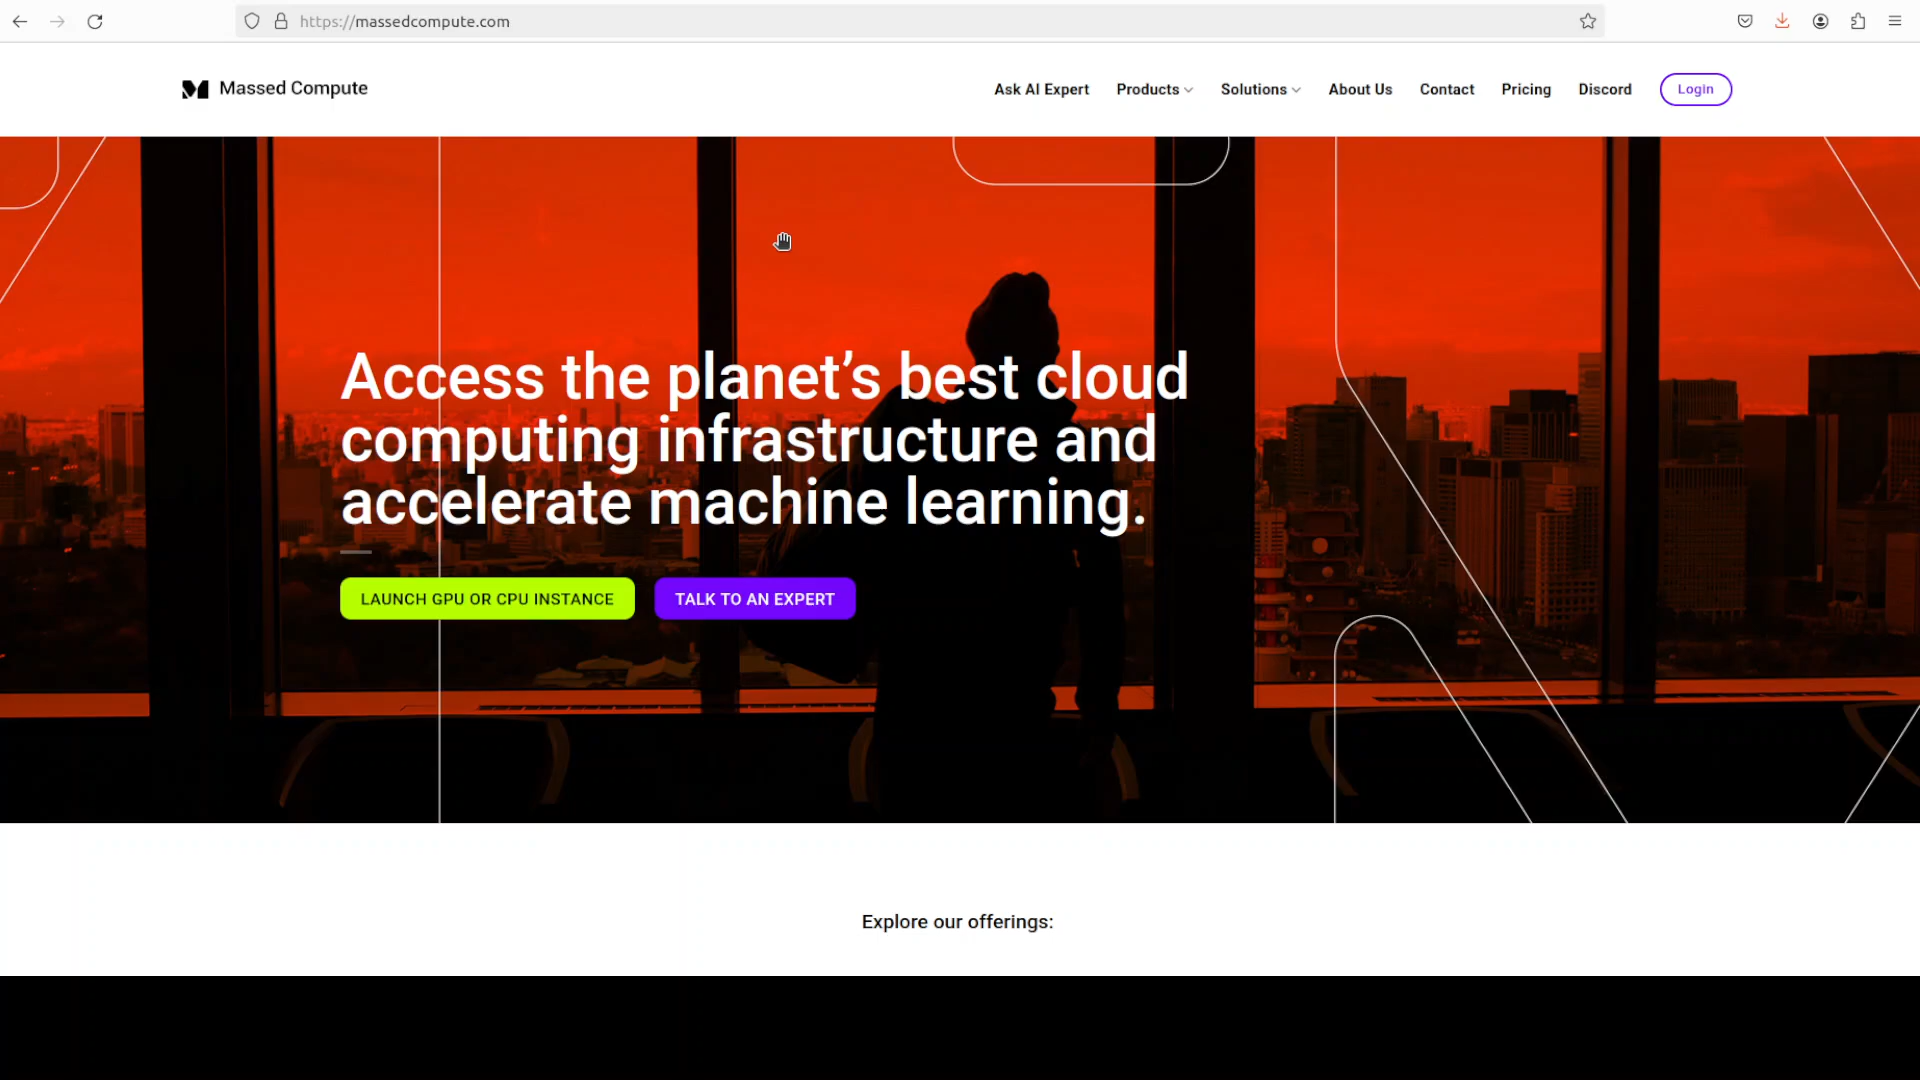 https://massedcompute.com
Massed Compute
Ask AI Expert
Products
Solutions
About Us
Contact
Pricing
Discord
Login
Access the planet’s best cloud
computing infrastructure and
accelerate machine learning.
LAUNCH GPU OR CPU INSTANCE
TALK TO AN EXPERT
Explore our offerings: